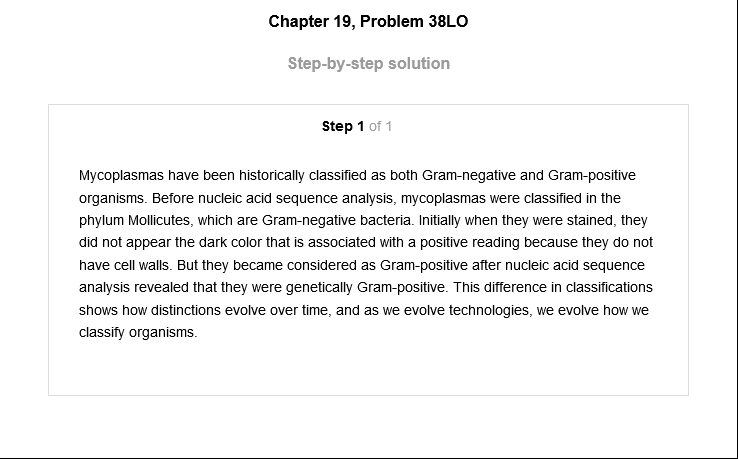 Chapter 19, Problem 38LO
Step-by-step solution
Step 1 of 1
Mycoplasmas have been historically classified as both Gram-negative and Gram-positive
organisms. Before nucleic acid sequence analysis, mycoplasmas were classified in the
phylum Mollicutes, which are Gram-negative bacteria. Initially when they were stained, they
did not appear the dark color that is associated with a positive reading because they do not
have cell walls. But they became considered as Gram-positive after nucleic acid sequence
analysis revealed that they were genetically Gram-positive. This difference in classifications
shows how distinctions evolve over time, and as we evolve technologies, we evolve how we
classify organisms.